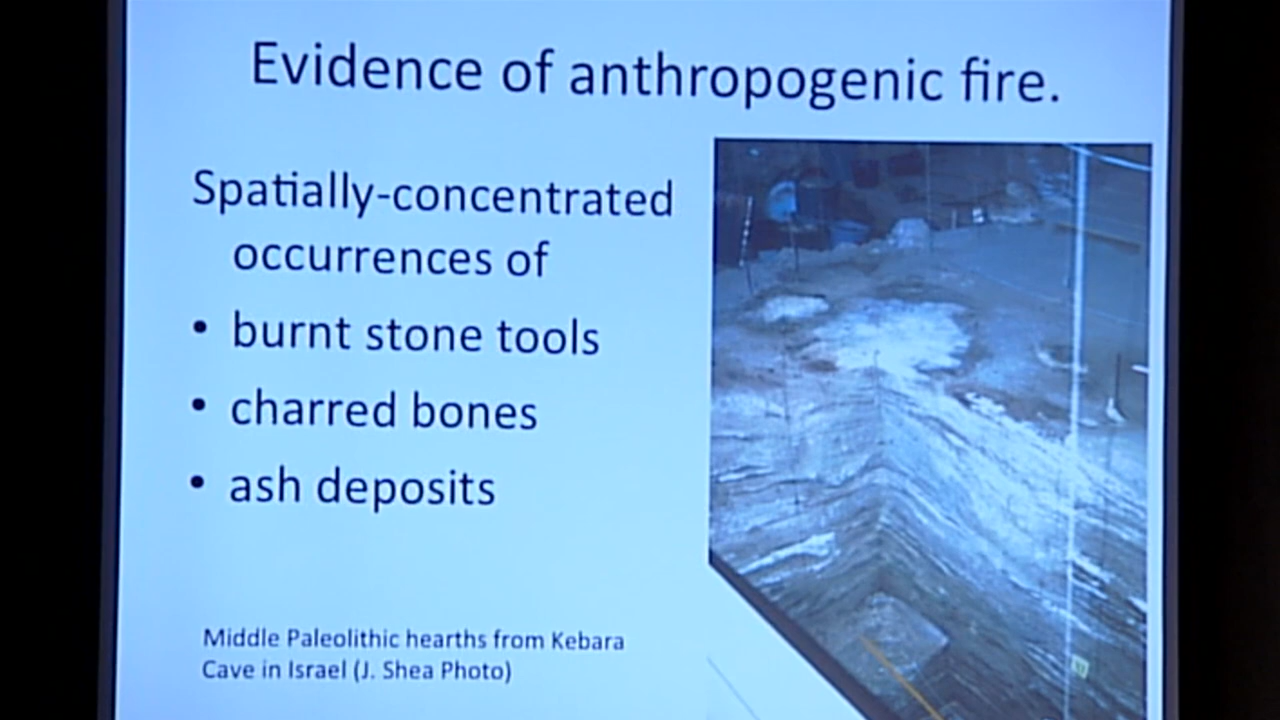 Evidence of anthropogenic fire.
Spatially-concentrated
occurrences of
• burnt stone tools
• charred bones
• ash deposits
Middle Paleolithic hearths from Kebara
Cave in Israel (J. Shea Photo)